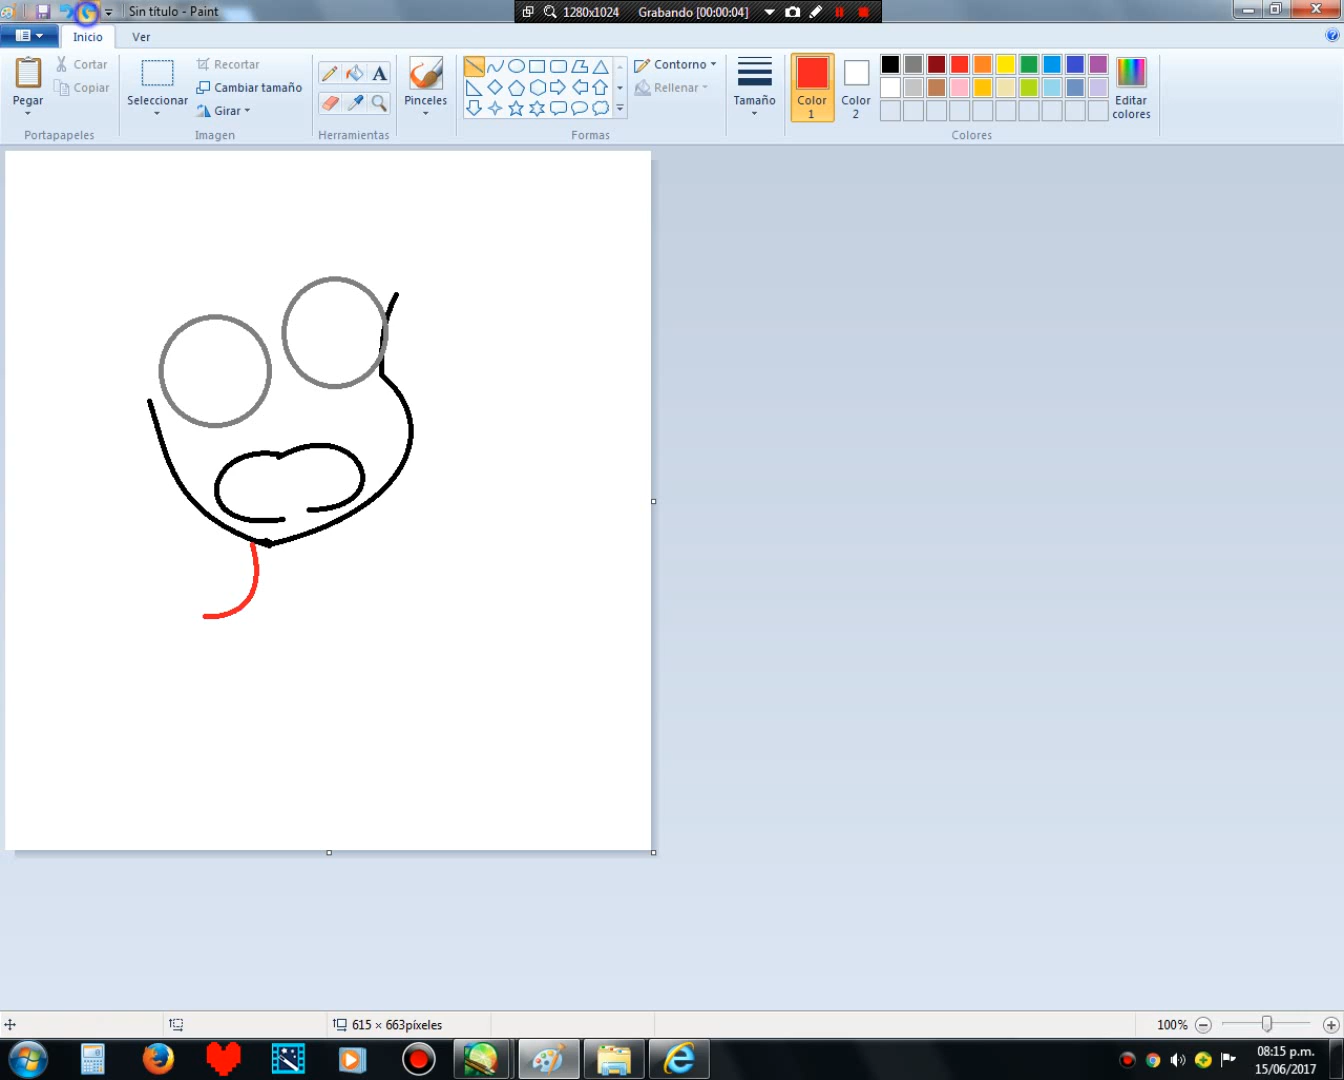 Sin título - Paint
1280x1024 Grabando [00:00:04]
Inicio Ver
Pegar
Cortar
Copiar
Portapapeles
Seleccionar
Recortar
Cambiar tamaño
Girar
Imagen
A
Herramientas
Pinceles
Contorno
Rellenar
Formas
Tamaño
Color
1
Color
2
Editar
colores
Colores
615 × 663píxeles
100%
08:15 p.m.
15/06/2017